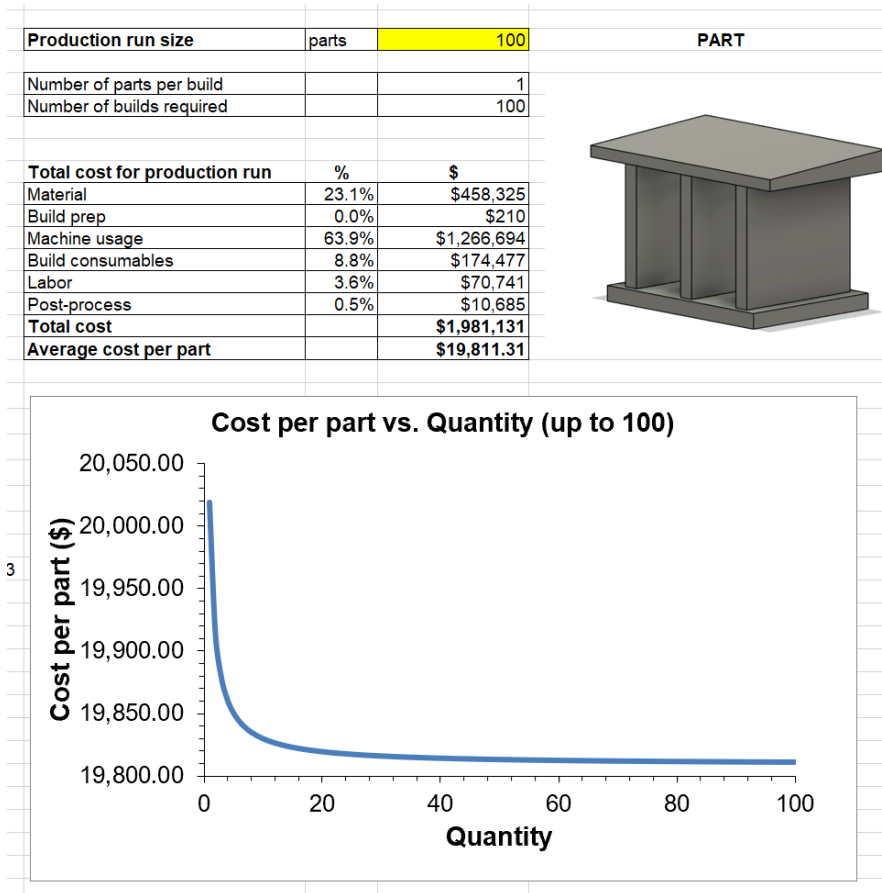 Production run size parts 100 PART
Number of parts per build 1
Number of builds required 100
Total cost for production run % $
Material 23.1% $458,325
Build prep 0.0% $210
Machine usage 63.9% $1,266,694
Build consumables 8.8% $174,477
Labor 3.6% $70,741
Post-process 0.5% $10,685
Total cost $1,981,131
Average cost per part $19,811.31
Cost per part vs. Quantity (up to 100)
20,050.00
20,000.00
19,950.00
19,900.00
19,850.00
19,800.00
Cost per part ($)
3
0 20 40 60 80 100
Quantity